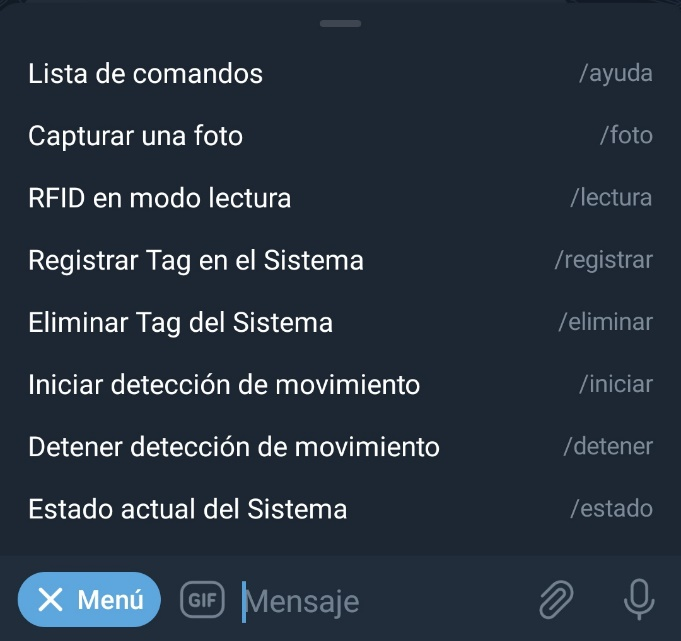 Lista de comandos /ayuda
Capturar una foto /foto
RFID en modo lectura /lectura
Registrar Tag en el Sistema /registrar
Eliminar Tag del Sistema /eliminar
Iniciar detección de movimiento /iniciar
Detener detección de movimiento /detener
Estado actual del Sistema /estado
Menú GIF Mensaje